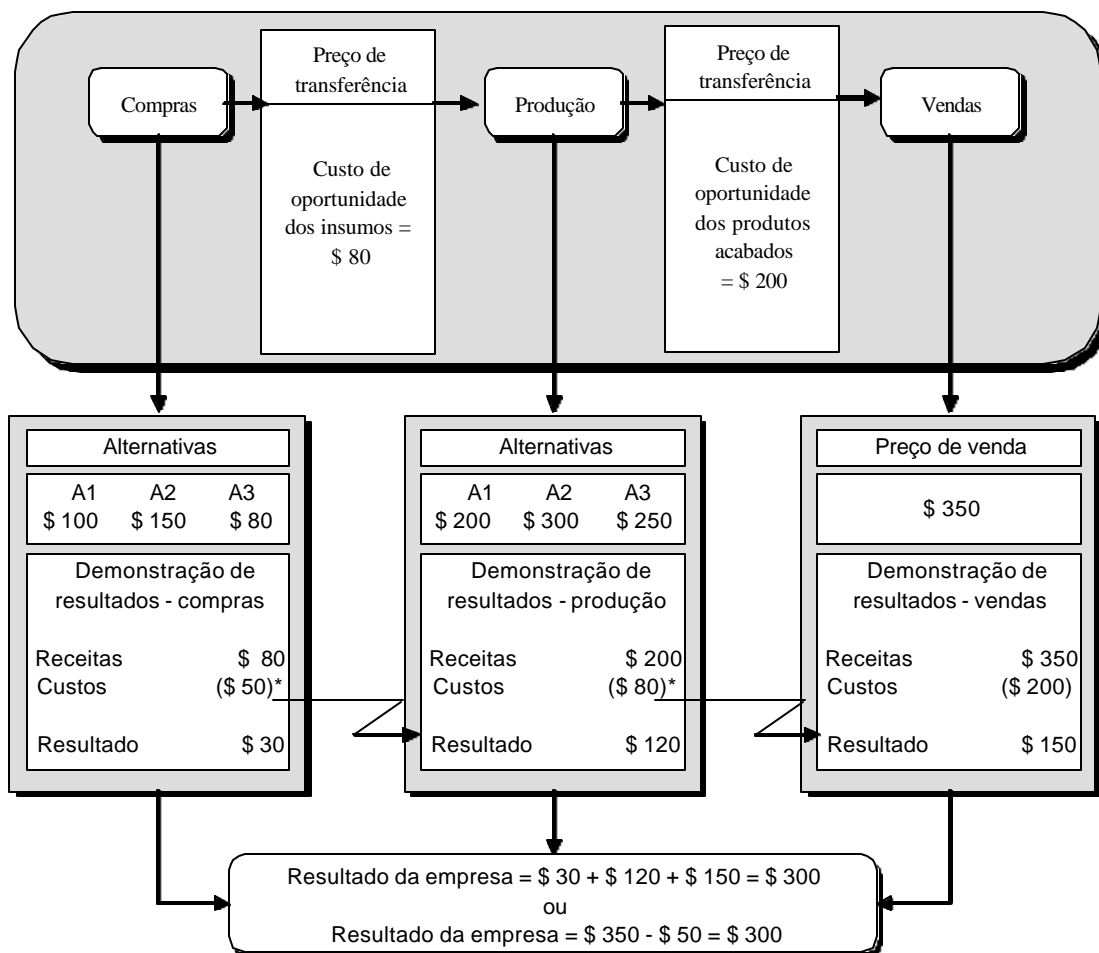 Compras
Preço de
transferência
Custo de
oportunidade
dos insumos =
$ 80
Produção
Preço de
transferência
Custo de
oportunidade
dos produtos
acabados
= $ 200
Vendas
Alternativas
A1 A2 A3
$ 100 $ 150 $ 80
Demonstração de
resultados - compras
Receitas $ 80
Custos ($ 50)*
Resultado $ 30
Alternativas
A1 A2 A3
$ 200 $ 300 $ 250
Demonstração de
resultados - produção
Receitas $ 200
Custos ($ 80)*
Resultado $ 120
Preço de venda
$ 350
Demonstração de
resultados - vendas
Receitas $ 350
Custos ($ 200)
Resultado $ 150
Resultado da empresa = $ 30 + $ 120 + $ 150 = $ 300
ou
Resultado da empresa = $ 350 - $ 50 = $ 300